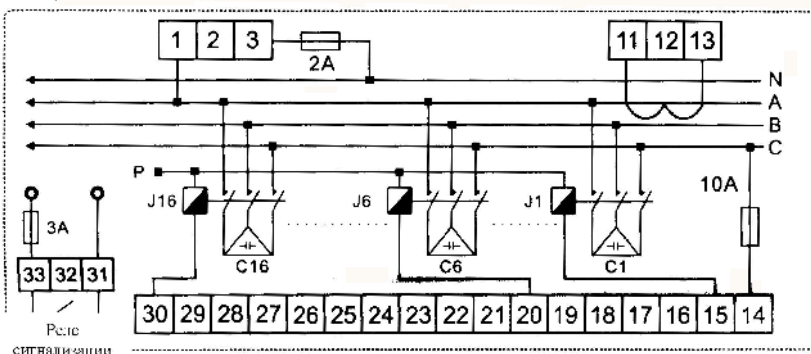 1 2 3
11 12 13
2A
N
A
B
C
P
J16
J6
J1
10A
3A
C16
C6
C1
33 32 31
30 29 28 27 26 25 24 23 22 21 20 19 18 17 16 15 14
Реле
сигнализации